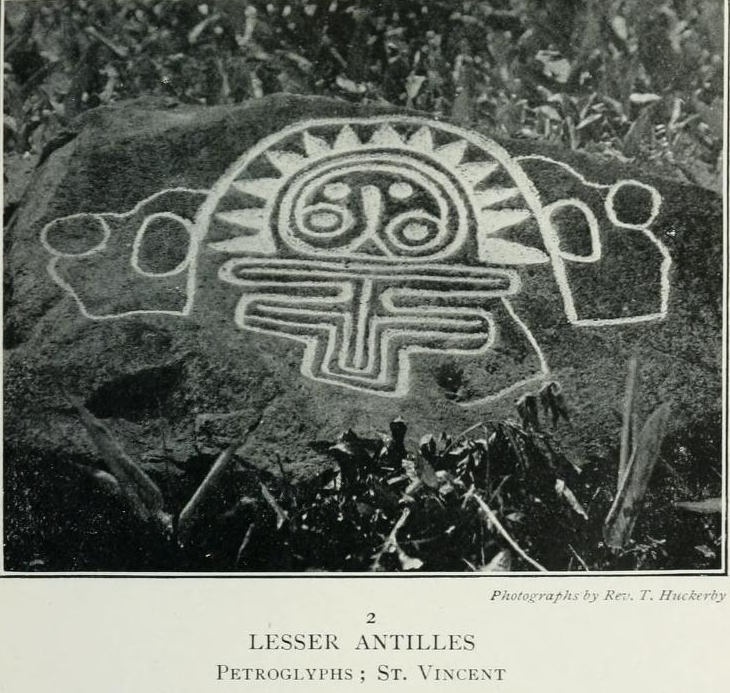 Photographs by Rev. T. Huckerby
2
LESSER ANTILLES
PETROGLYPHS; ST. VINCENT